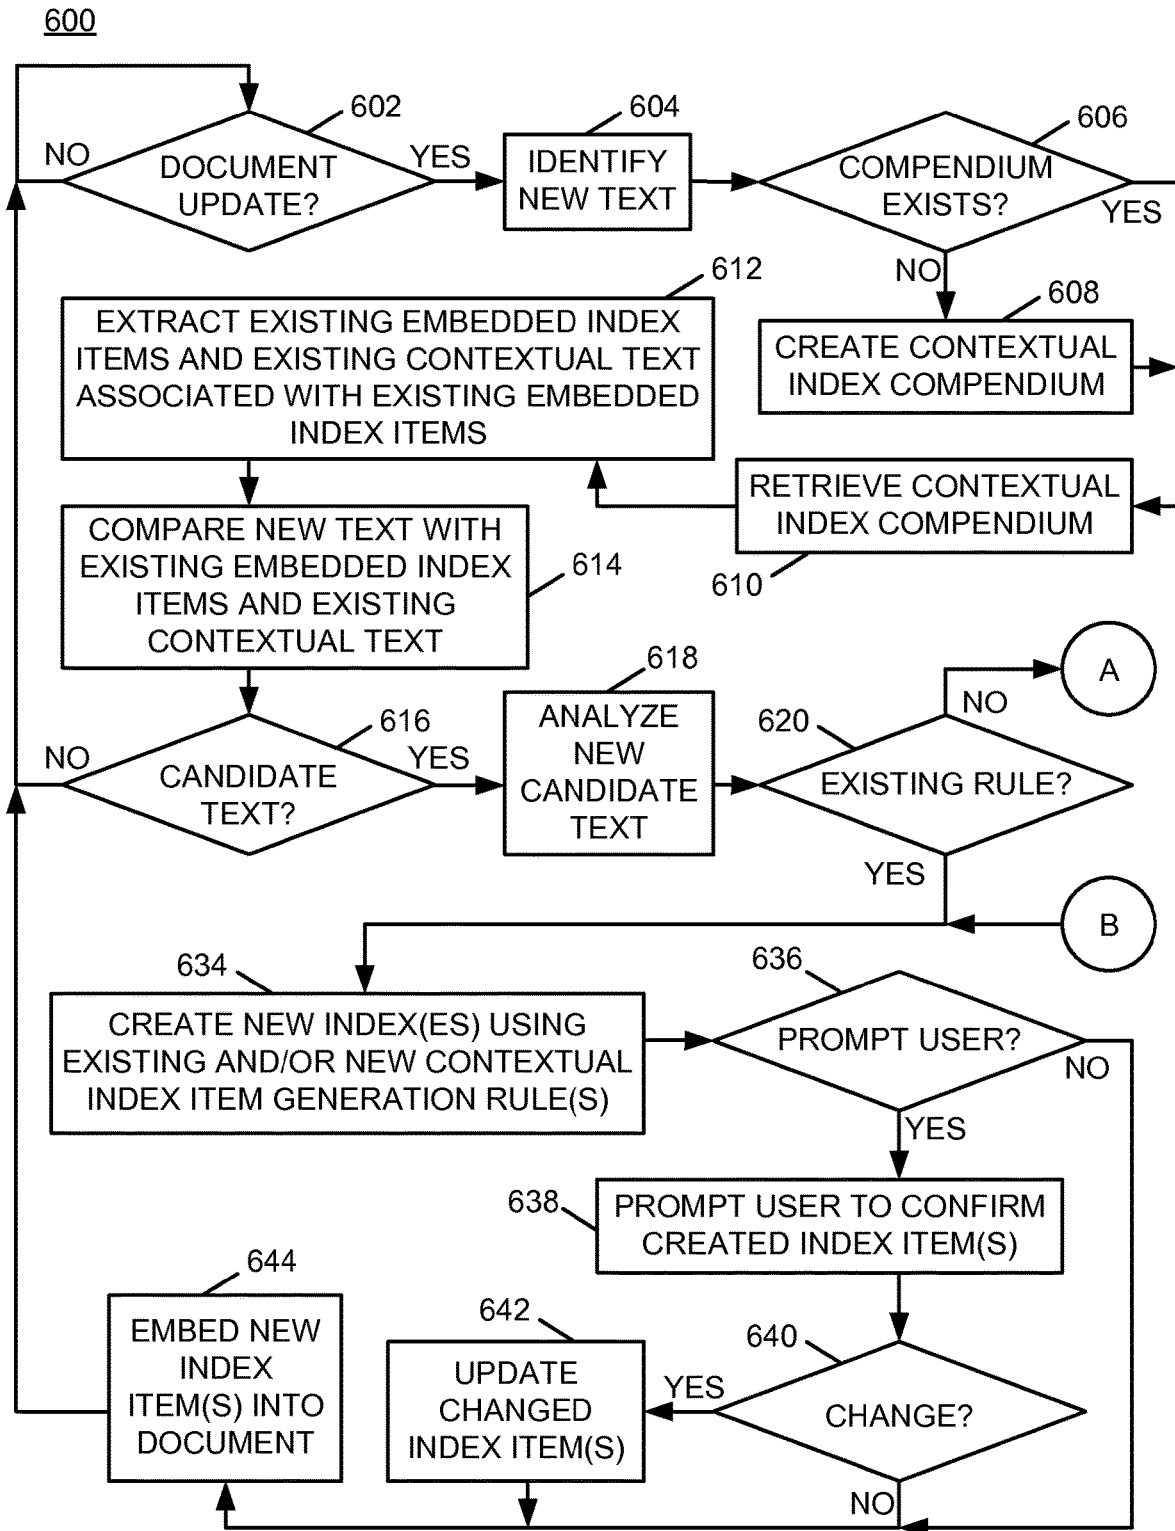 600
602
NO
DOCUMENT
UPDATE?
YES
604
IDENTIFY
NEW TEXT
606
COMPENDIUM
EXISTS?
YES
NO
608
CREATE CONTEXTUAL
INDEX COMPENDIUM
612
EXTRACT EXISTING EMBEDDED INDEX
ITEMS AND EXISTING CONTEXTUAL TEXT
ASSOCIATED WITH EXISTING EMBEDDED
INDEX ITEMS
RETRIEVE CONTEXTUAL
INDEX COMPENDIUM
610
COMPARE NEW TEXT WITH
EXISTING EMBEDDED INDEX
ITEMS AND EXISTING
CONTEXTUAL TEXT
614
616
NO
CANDIDATE
TEXT?
YES
618
ANALYZE
NEW
CANDIDATE
TEXT
620
EXISTING RULE?
NO
A
YES
B
634
CREATE NEW INDEX(ES) USING
EXISTING AND/OR NEW CONTEXTUAL
INDEX ITEM GENERATION RULE(S)
636
PROMPT USER?
NO
YES
638
PROMPT USER TO CONFIRM
CREATED INDEX ITEM(S)
640
CHANGE?
YES
NO
642
UPDATE
CHANGED
INDEX ITEM(S)
644
EMBED NEW
INDEX
ITEM(S) INTO
DOCUMENT